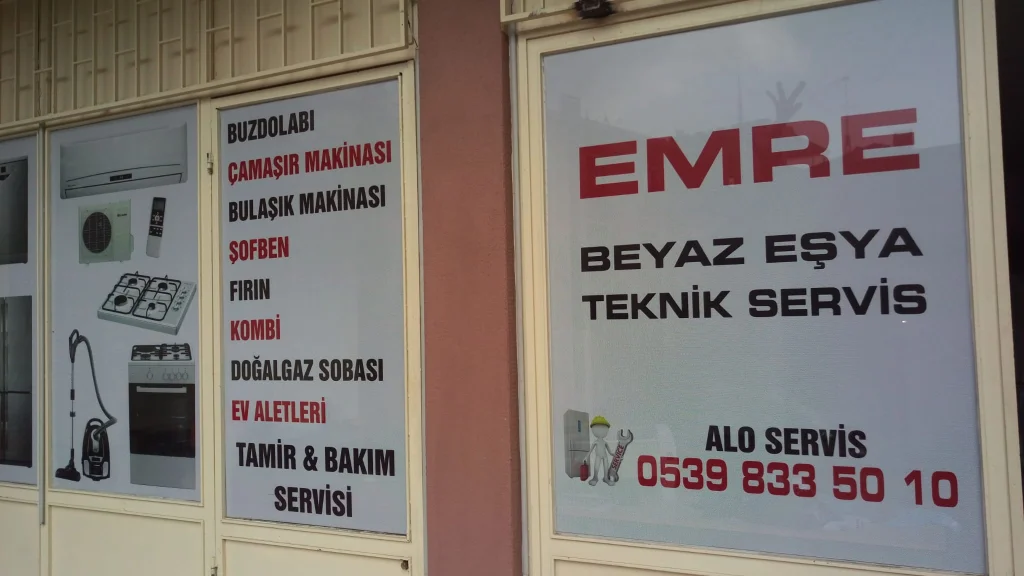 BUZDOLABI
ÇAMAŞIR MAKİNASI
BULAŞIK MAKİNASI
ŞOFBEN
FIRIN
KOMBİ
DOĞALGAZ SOBASI
EV ALETLERİ
TAMİR & BAKIM
SERVİSİ
EMRE
BEYAZ EŞYA
TEKNİK SERVİS
ALO SERVİS
0539 833 50 10